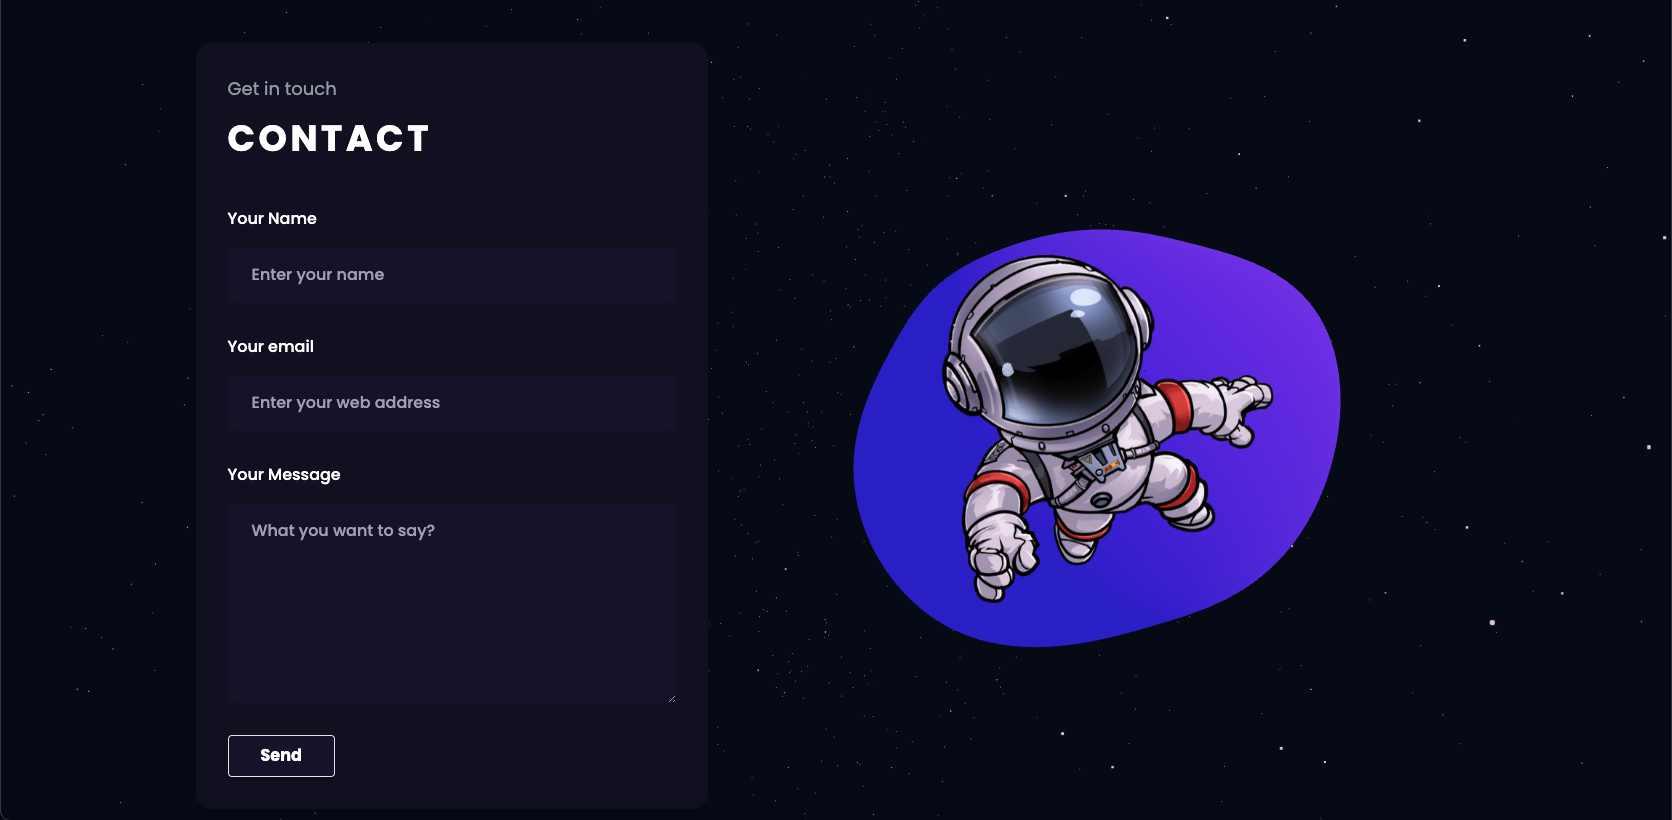 Get in touch
CONTACT
Your Name
Enter your name
Your email
Enter your web address
Your Message
What you want to say?
Send